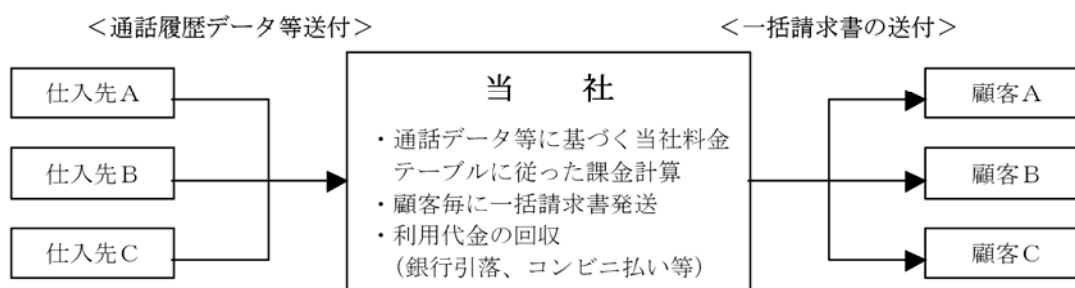 ＜通話履歴データ等送付＞
＜一括請求書の送付＞
仕入先A
仕入先B
仕入先C
当　社
・通話データ等に基づく当社料金
テーブルに従った課金計算
・顧客毎に一括請求書発送
・利用代金の回収
（銀行引落、コンビニ払い等）
顧客A
顧客B
顧客C